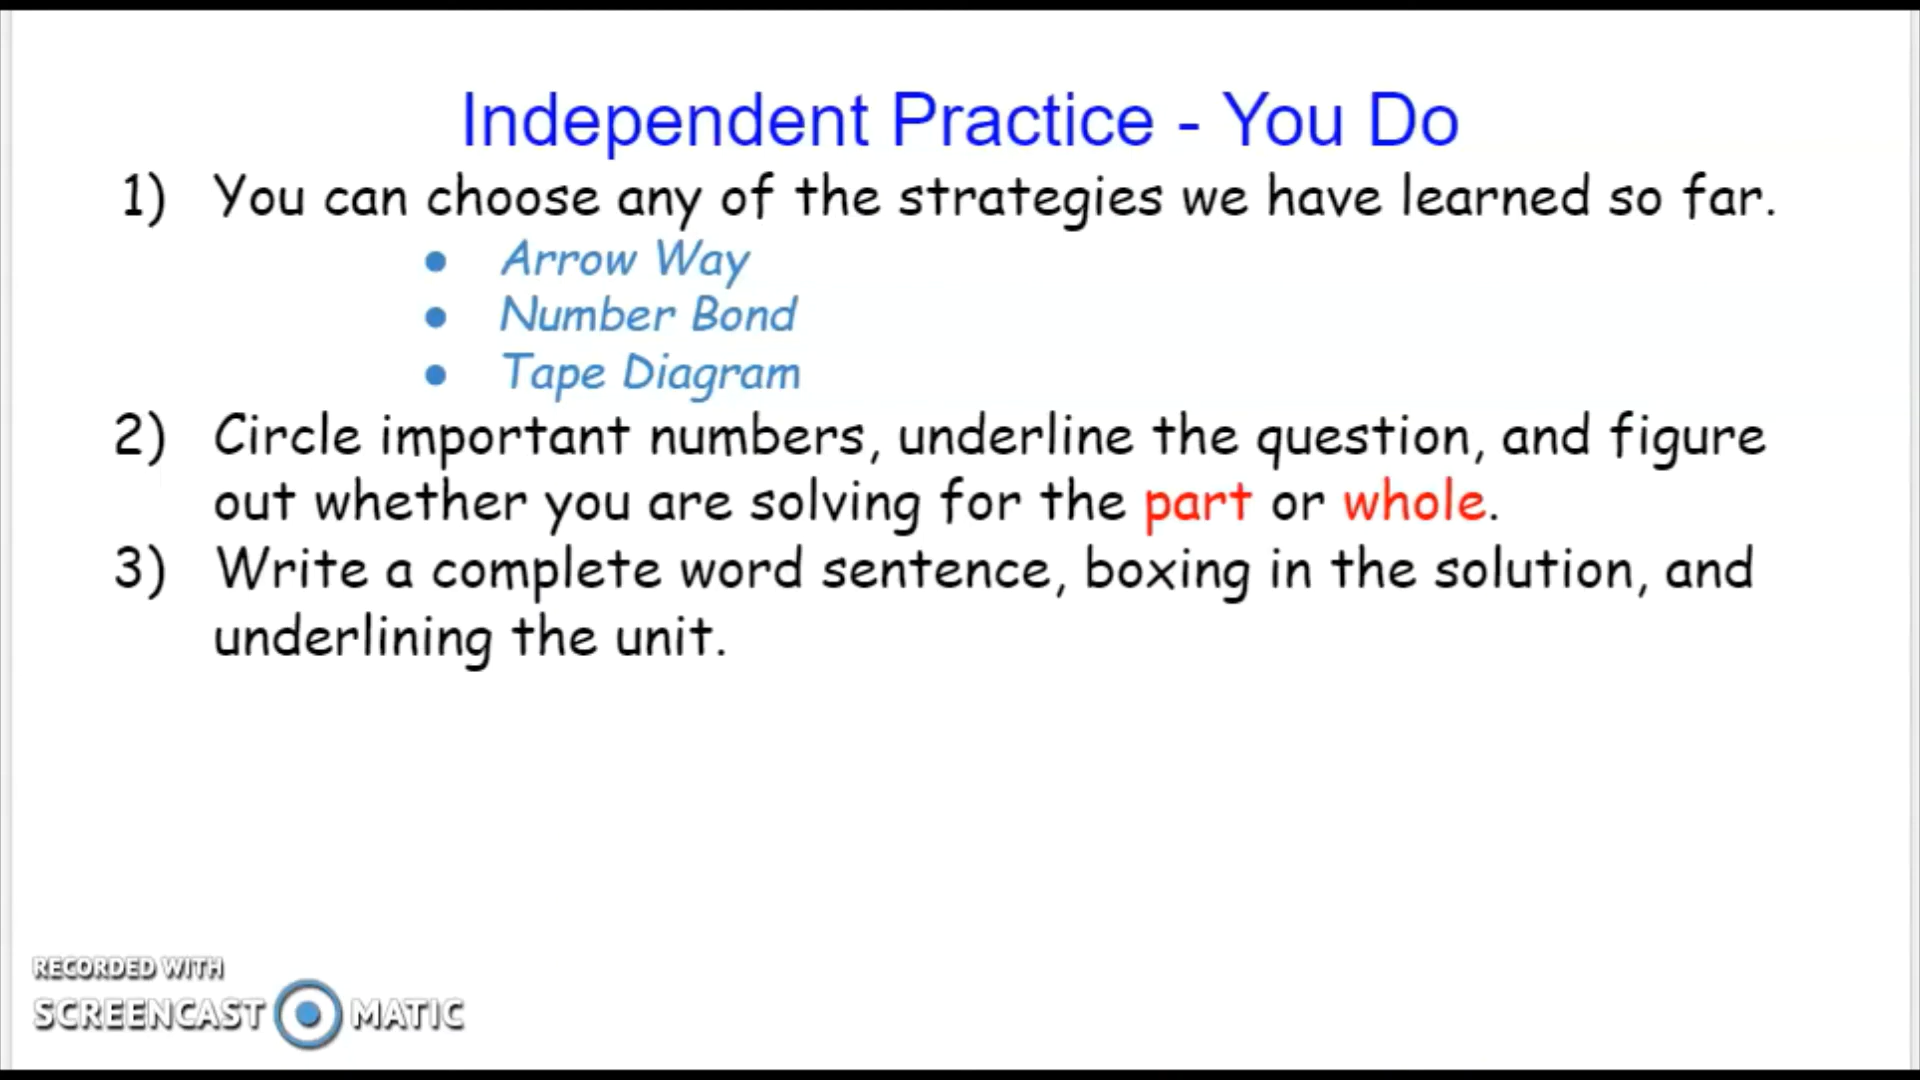 Independent Practice - You Do
1) You can choose any of the strategies we have learned so far.
● Arrow Way
● Number Bond
● Tape Diagram
2) Circle important numbers, underline the question, and figure
out whether you are solving for the part or whole.
3) Write a complete word sentence, boxing in the solution, and
underlining the unit.
RECORDED WITH
SCREENCAST MATIC